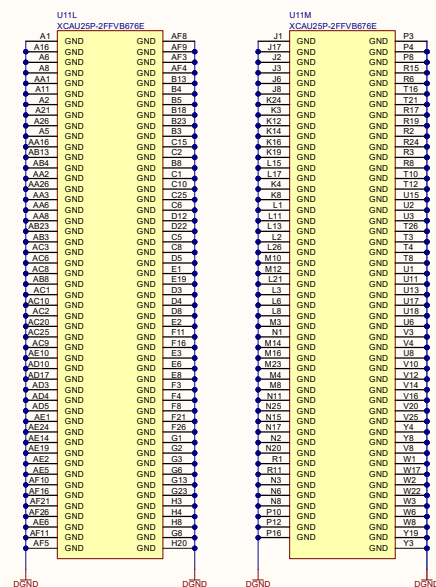 U11L
XCAU25P-2FFVB676E
A1 GND GND AF8
A16 GND GND AF9
A6 GND GND AF3
A8 GND GND AF4
AA1 GND GND B13
A11 GND GND B4
A2 GND GND B5
A21 GND GND B18
A26 GND GND B23
A5 GND GND B3
AA16 GND GND C15
AB13 GND GND C2
AB4 GND GND B8
AA2 GND GND C1
AA26 GND GND C10
AA3 GND GND C25
AA6 GND GND C6
AA8 GND GND D12
AB23 GND GND D22
AB3 GND GND C5
AC3 GND GND C8
AC6 GND GND D5
AC8 GND GND E1
AB8 GND GND E19
AC1 GND GND D3
AC10 GND GND D4
AC2 GND GND D8
AC20 GND GND E2
AC25 GND GND F11
AC9 GND GND F16
AE10 GND GND E3
AD10 GND GND E6
AD17 GND GND E8
AD3 GND GND F3
AD4 GND GND F4
AD5 GND GND F8
AE1 GND GND F21
AE24 GND GND F26
AE14 GND GND G1
AE19 GND GND G2
AE2 GND GND G3
AE5 GND GND G6
AF10 GND GND G13
AF16 GND GND G23
AF21 GND GND H3
AF26 GND GND H4
AE6 GND GND H8
AF11 GND GND G8
AF5 GND GND H20
DGND DGND
U11M
XCAU25P-2FFVB676E
J1 GND GND P3
J17 GND GND P4
J2 GND GND P8
J3 GND GND R15
J6 GND GND R6
J8 GND GND T16
K24 GND GND T21
K3 GND GND R17
K12 GND GND R19
K14 GND GND R2
K16 GND GND R24
K19 GND GND R3
L15 GND GND R8
L17 GND GND T10
K4 GND GND T12
K8 GND GND U15
L1 GND GND U2
L11 GND GND U3
L13 GND GND T26
L2 GND GND T3
L26 GND GND T4
M10 GND GND T8
M12 GND GND U1
L21 GND GND U11
L3 GND GND U13
L6 GND GND U17
L8 GND GND U18
M3 GND GND U6
N1 GND GND V3
M14 GND GND V4
M16 GND GND U8
M23 GND GND V10
M4 GND GND V12
M8 GND GND V14
N11 GND GND V16
N25 GND GND V20
N15 GND GND V25
N17 GND GND Y4
N2 GND GND Y8
N20 GND GND V8
R1 GND GND W1
R11 GND GND W17
N3 GND GND W2
N6 GND GND W22
N8 GND GND W3
P10 GND GND W6
P12 GND GND W8
P16 GND GND Y19
GND Y3
DGND DGND